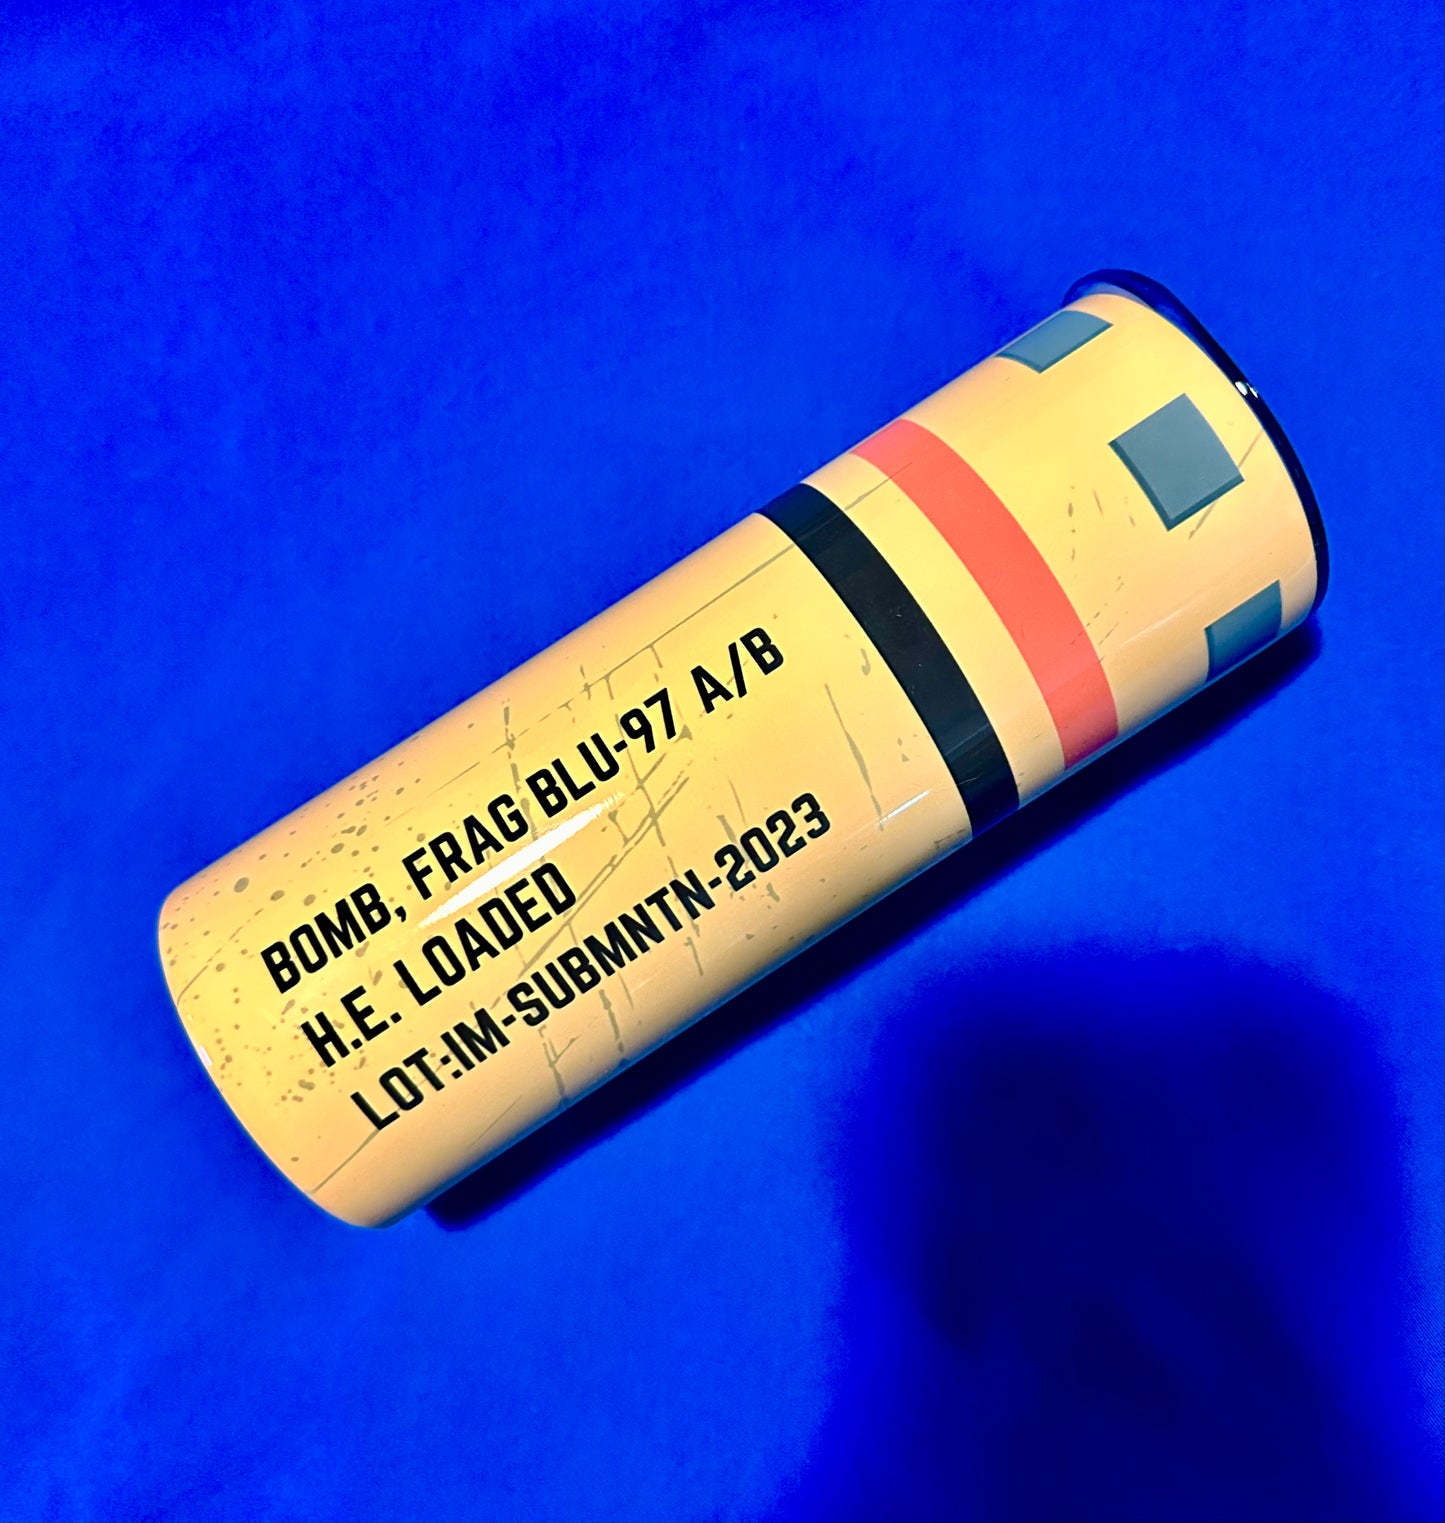 BOMB, FRAG BLU-97 A/B
H.E. LOADED
LOT:IM-SUBMNTN-2023